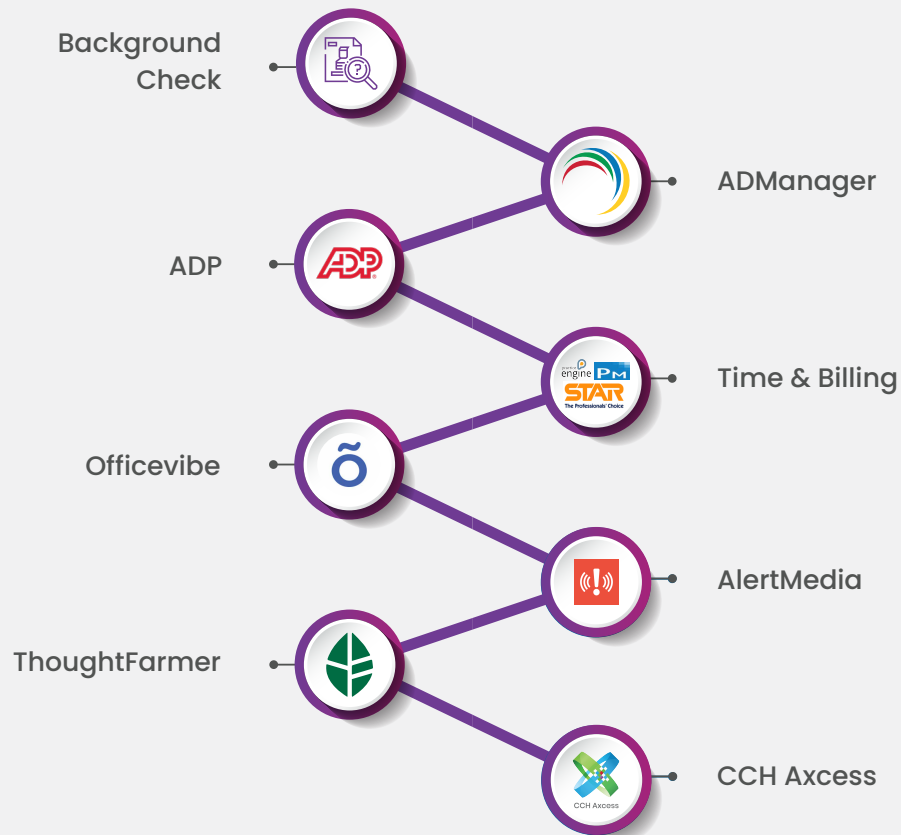 Background
Check
?
ADManager
ADP
ADP
practice
engine PM
STAR
The Professionals' Choice
Time & Billing
Officevibe
õ
!
AlertMedia
ThoughtFarmer
CCH Axcess
CCH Axcess